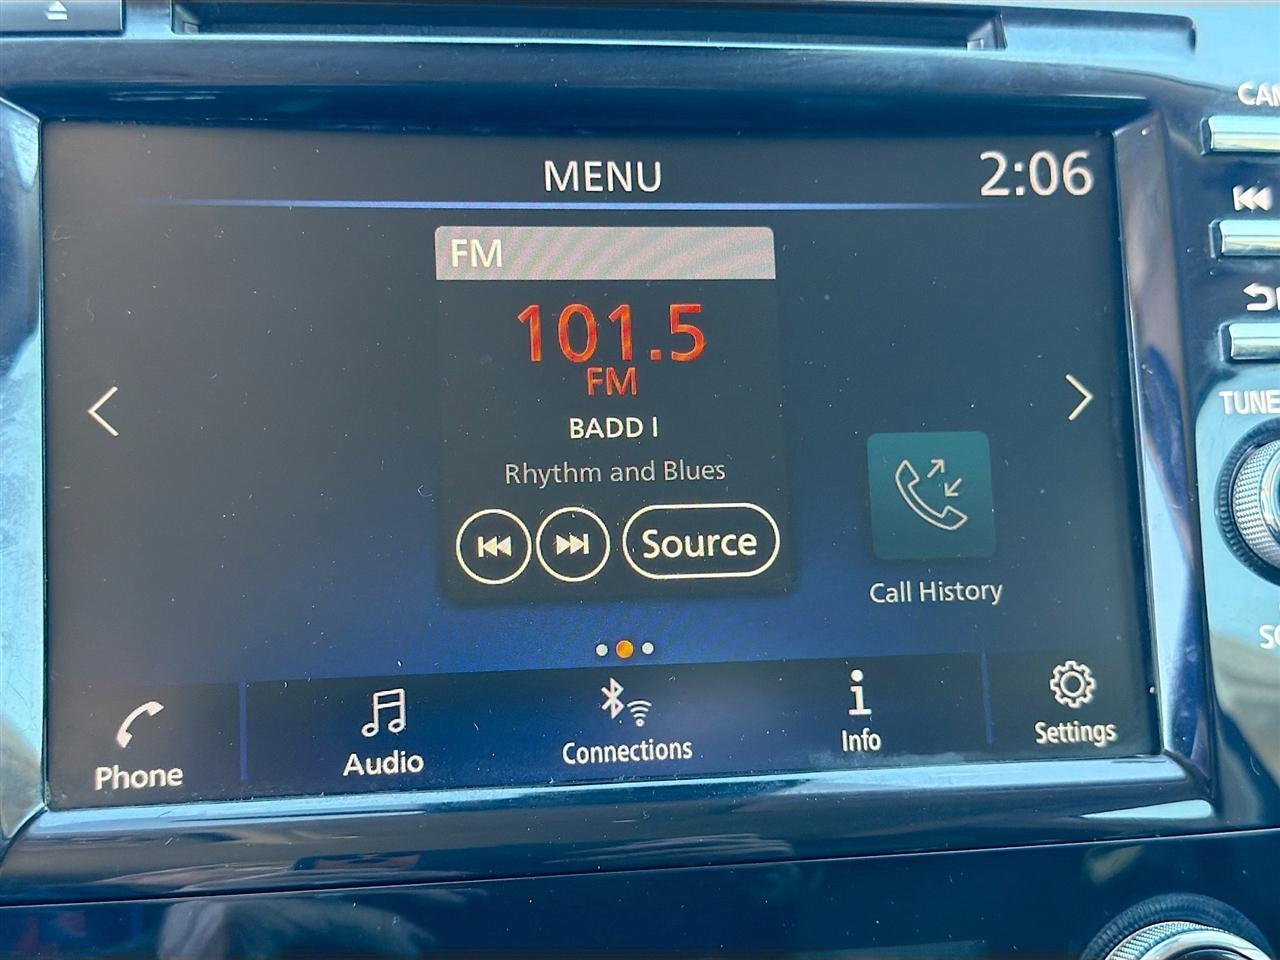 MENU
2:06
FM
101.5
FM
BADD I
Rhythm and Blues
Source
Call History
Phone
Audio
Connections
Info
Settings
TUNE